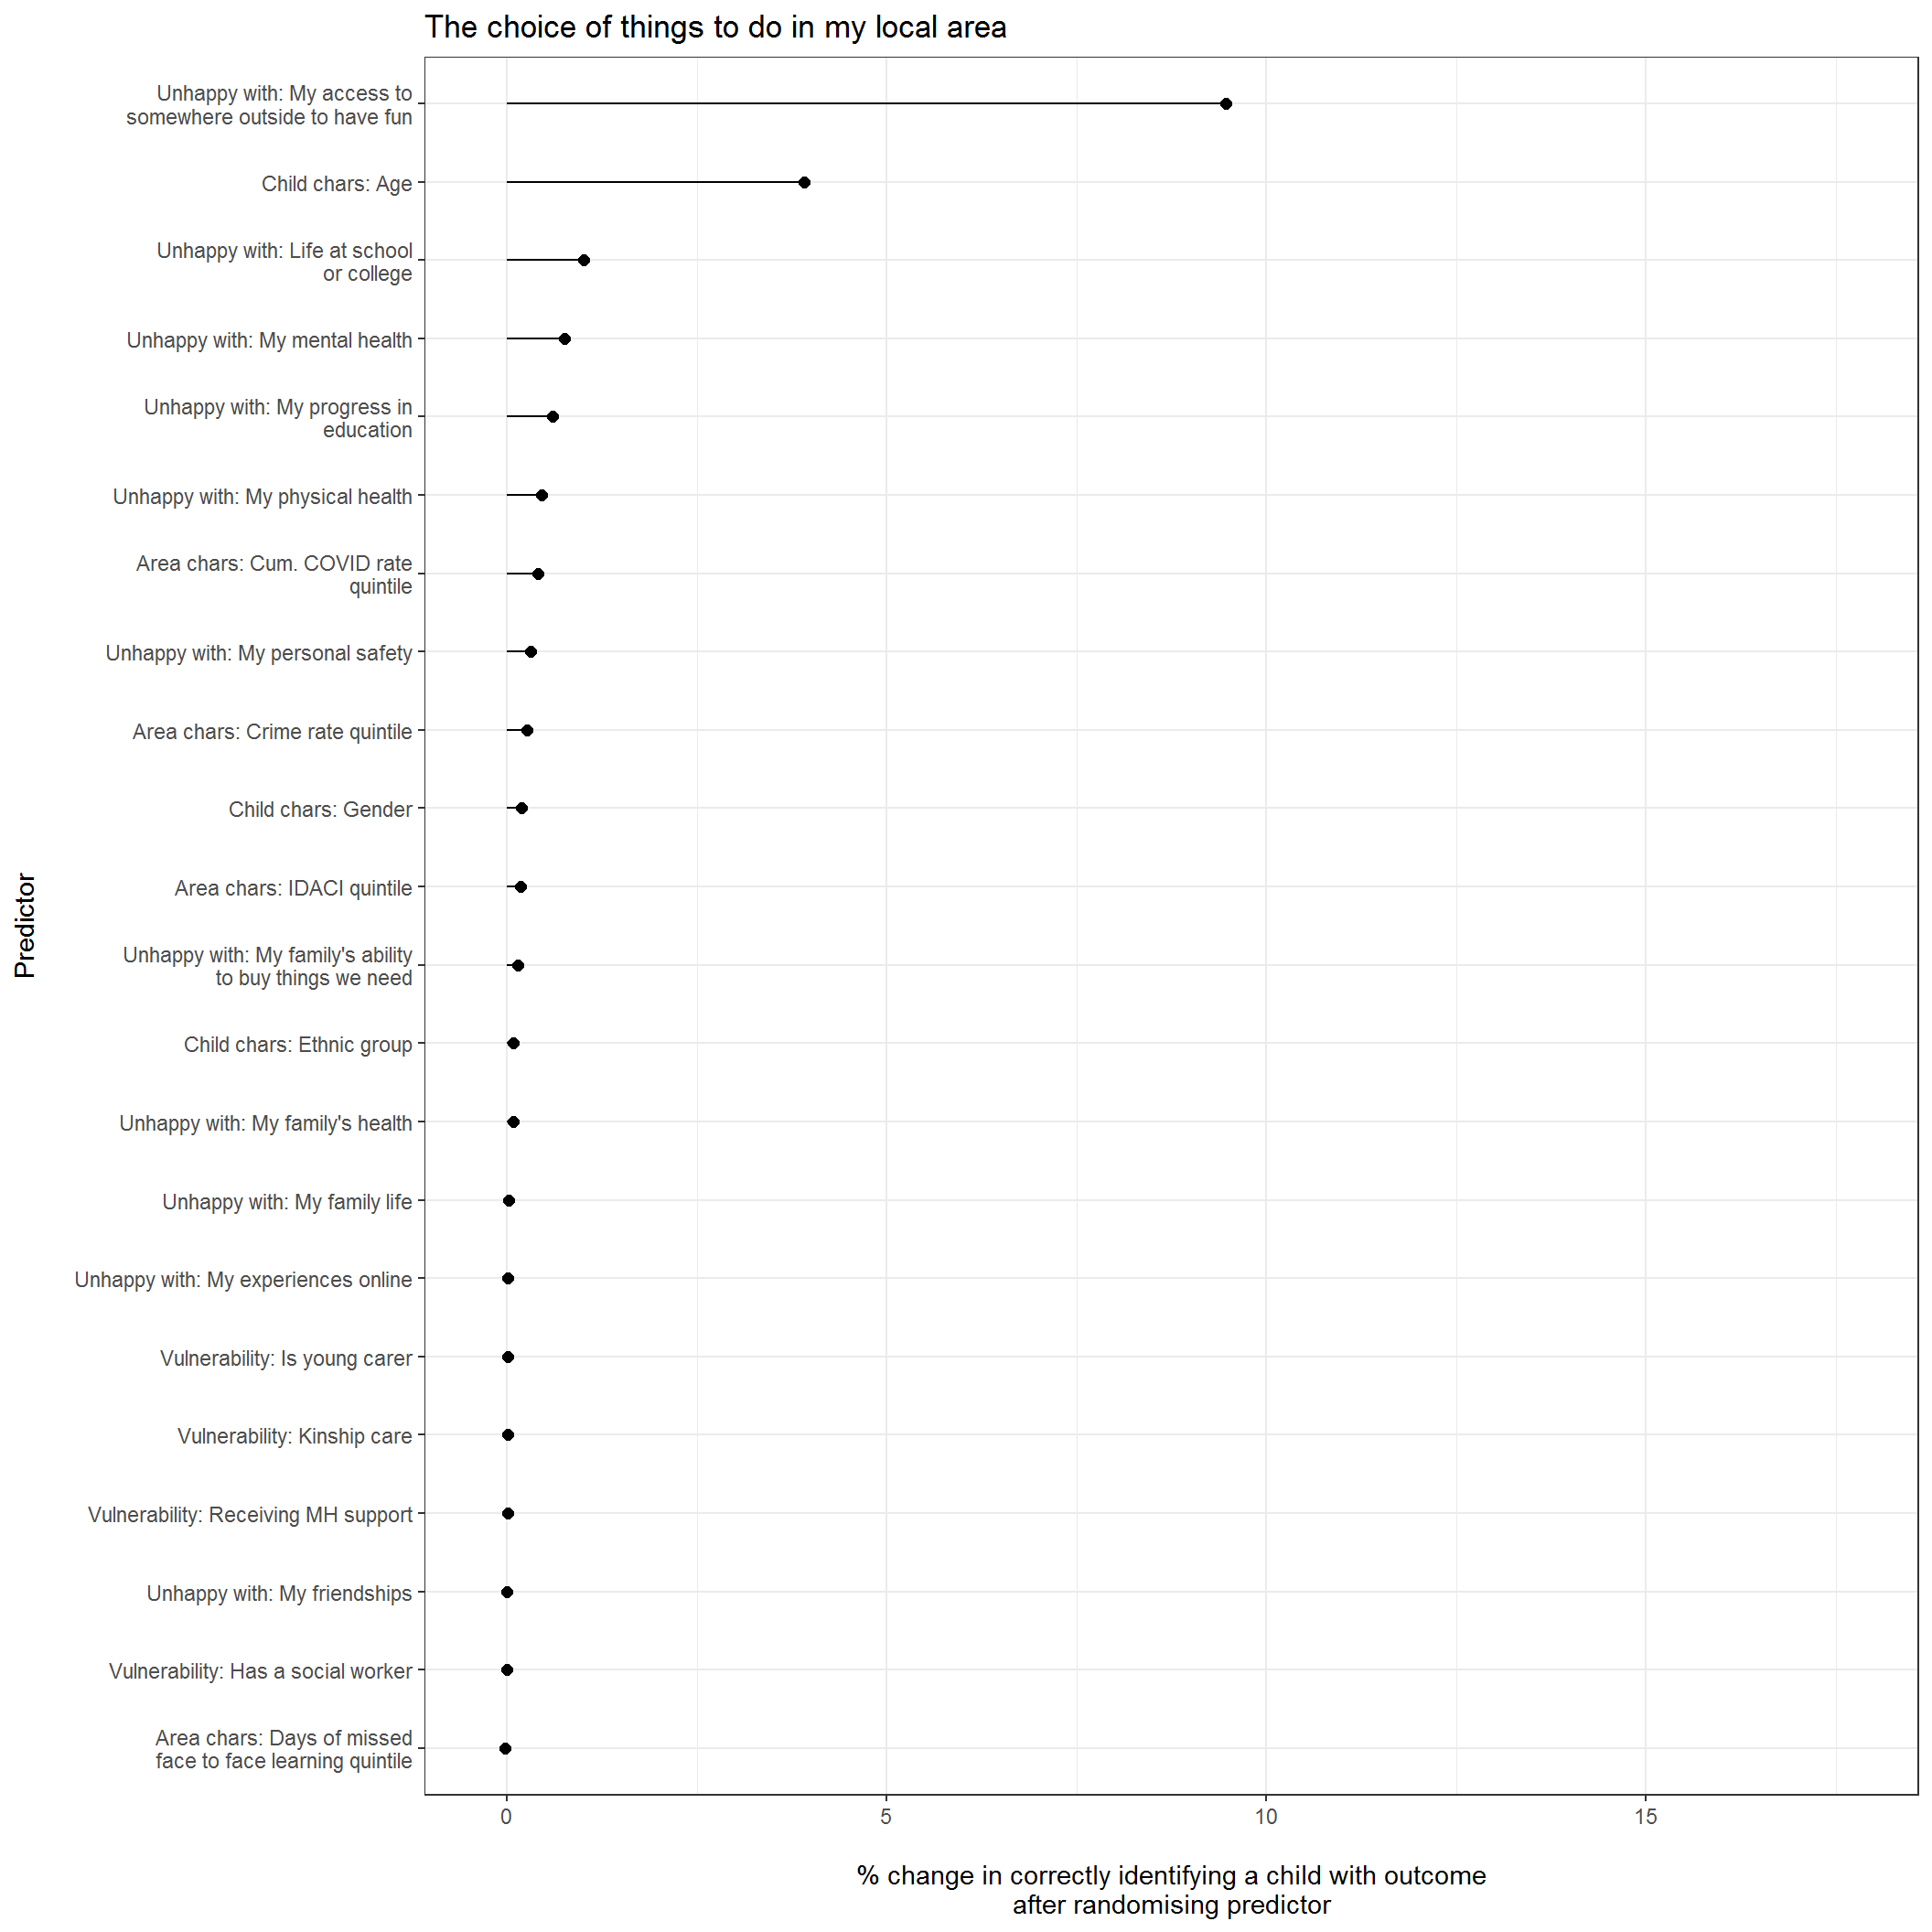 The choice of things to do in my local area
Unhappy with: My access to
somewhere outside to have fun
Child chars: Age
Unhappy with: Life at school
or college
Unhappy with: My mental health
Unhappy with: My progress in
education
Unhappy with: My physical health
Area chars: Cum. COVID rate
quintile
Unhappy with: My personal safety
Area chars: Crime rate quintile
Child chars: Gender
Area chars: IDACI quintile
Unhappy with: My family's ability
to buy things we need
Child chars: Ethnic group
Unhappy with: My family's health
Unhappy with: My family life
Unhappy with: My experiences online
Vulnerability: Is young carer
Vulnerability: Kinship care
Vulnerability: Receiving MH support
Unhappy with: My friendships
Vulnerability: Has a social worker
Area chars: Days of missed
face to face learning quintile
Predictor
0 5 10 15
% change in correctly identifying a child with outcome
after randomising predictor